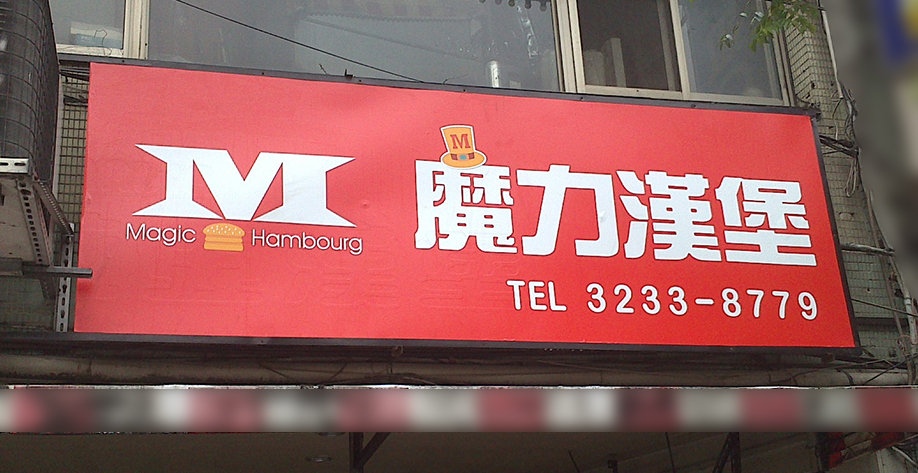 M
Magic Hambourg
M
魔力漢堡
TEL 3233-8779